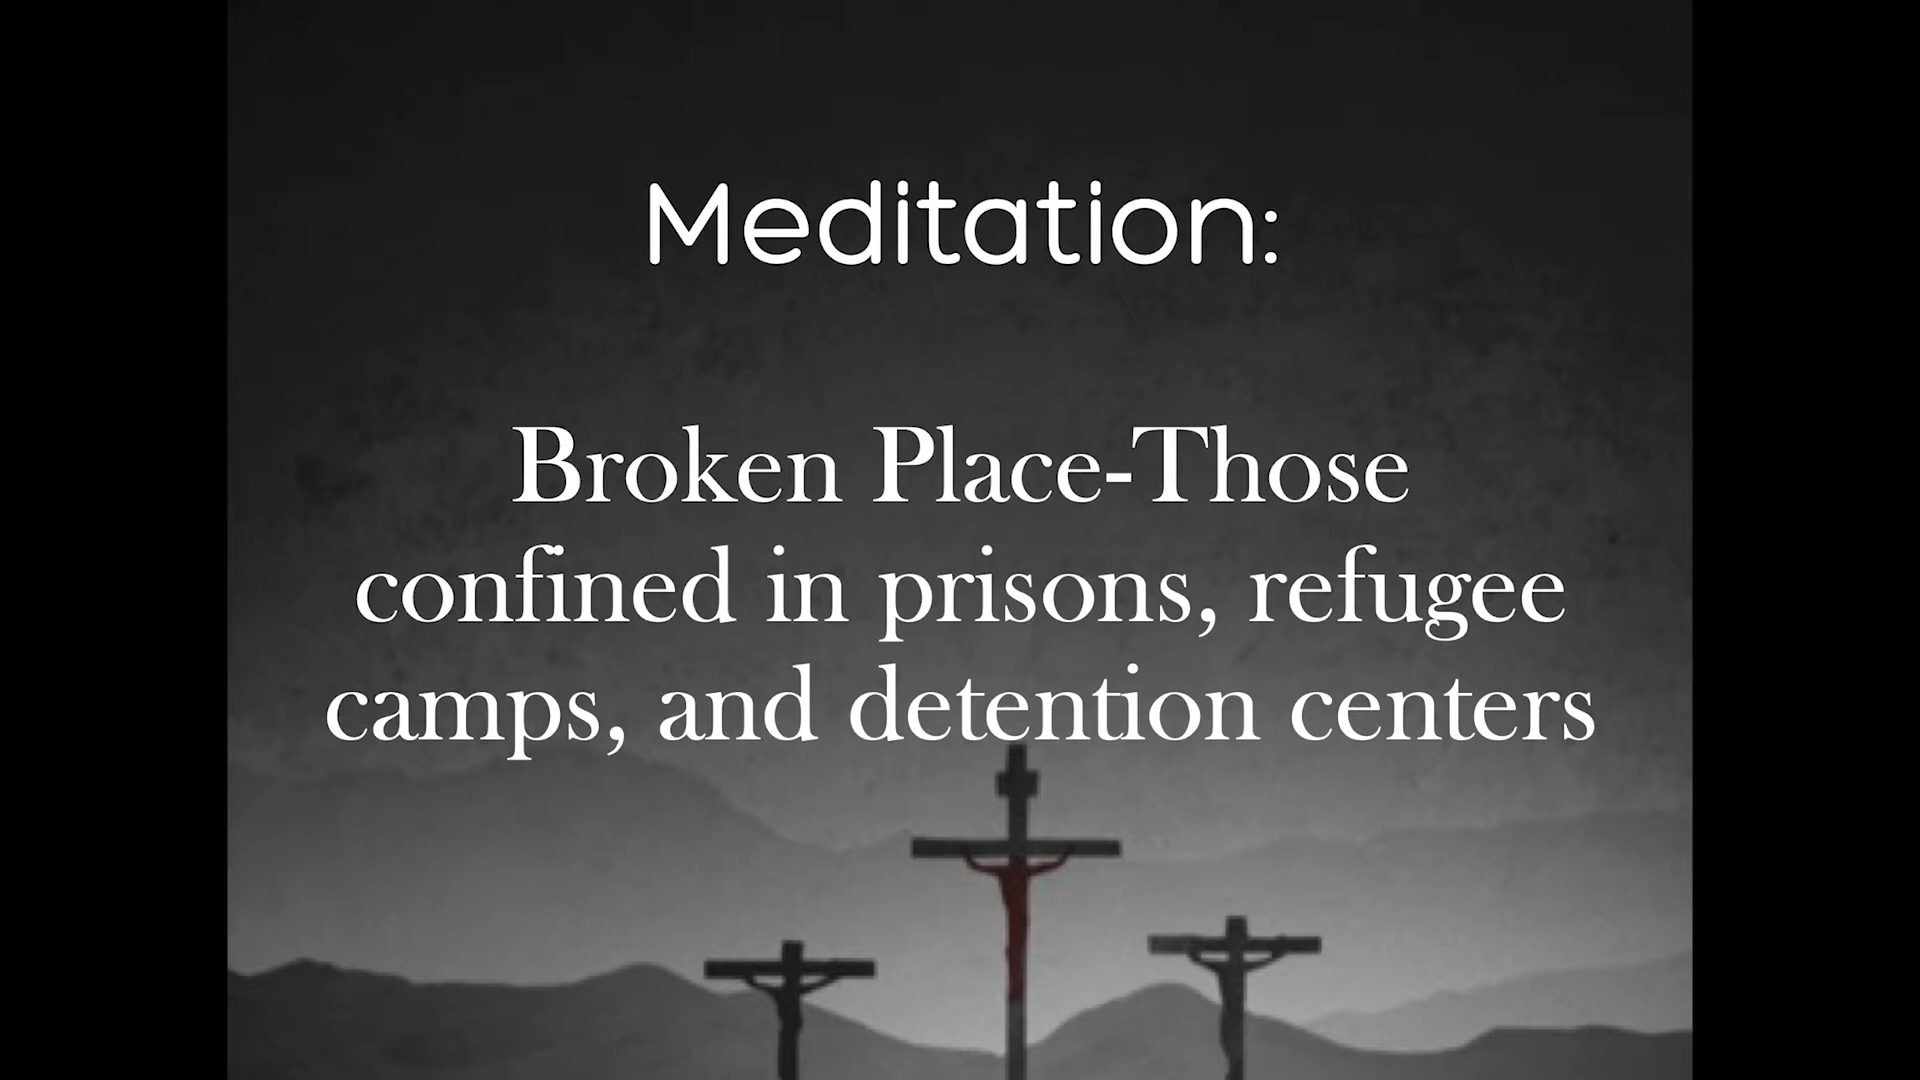 Meditation:
Broken Place-Those
confined in prisons, refugee
camps, and detention centers